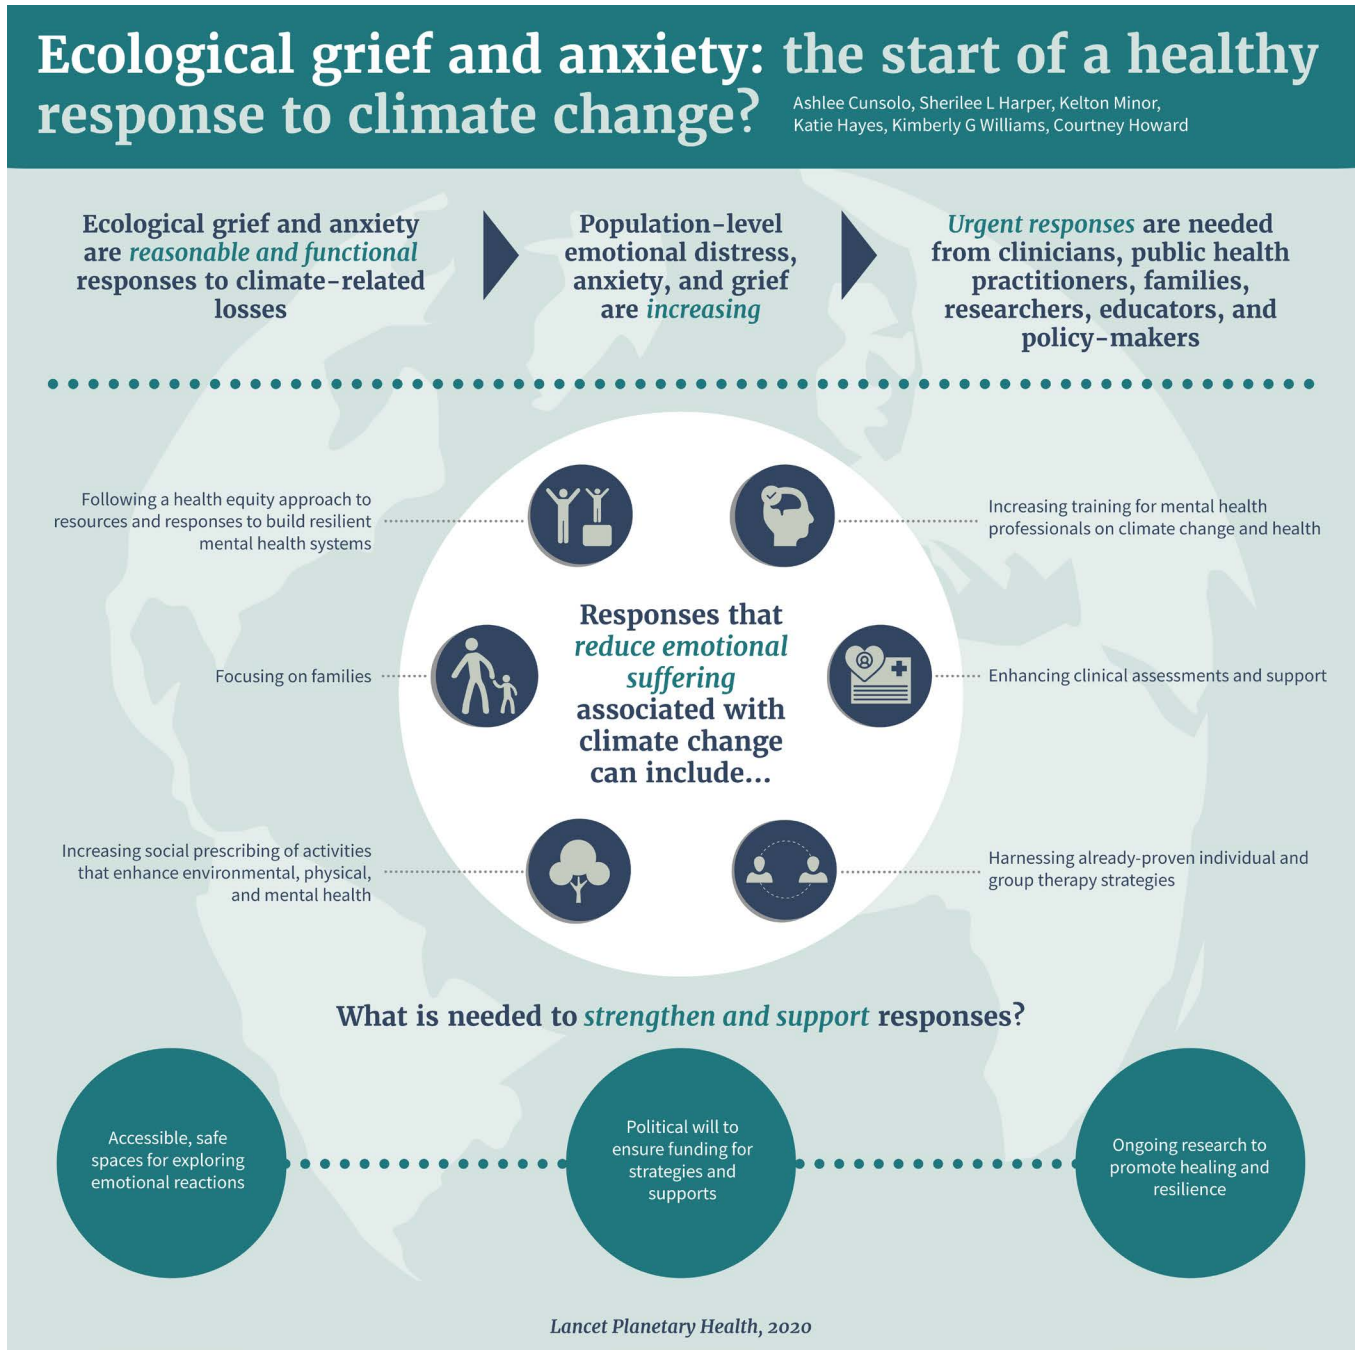 Ecological grief and anxiety: the start of a healthy
response to climate change?
Ashlee Cunsolo, Sherilee L Harper, Kelton Minor,
Katie Hayes, Kimberly G Williams, Courtney Howard
Ecological grief and anxiety
are reasonable and functional
responses to climate-related
losses
Population-level
emotional distress,
anxiety, and grief
are increasing
Urgent responses are needed
from clinicians, public health
practitioners, families,
researchers, educators, and
policy-makers
Following a health equity approach to
resources and responses to build resilient
mental health systems
Increasing training for mental health
professionals on climate change and health
Responses that
reduce emotional
suffering
associated with
climate change
can include...
Focusing on families
Enhancing clinical assessments and support
Increasing social prescribing of activities
that enhance environmental, physical,
and mental health
Harnessing already-proven individual and
group therapy strategies
What is needed to strengthen and support responses?
Accessible, safe
spaces for exploring
emotional reactions
Political will to
ensure funding for
strategies and
supports
Ongoing research to
promote healing and
resilience
Lancet Planetary Health, 2020